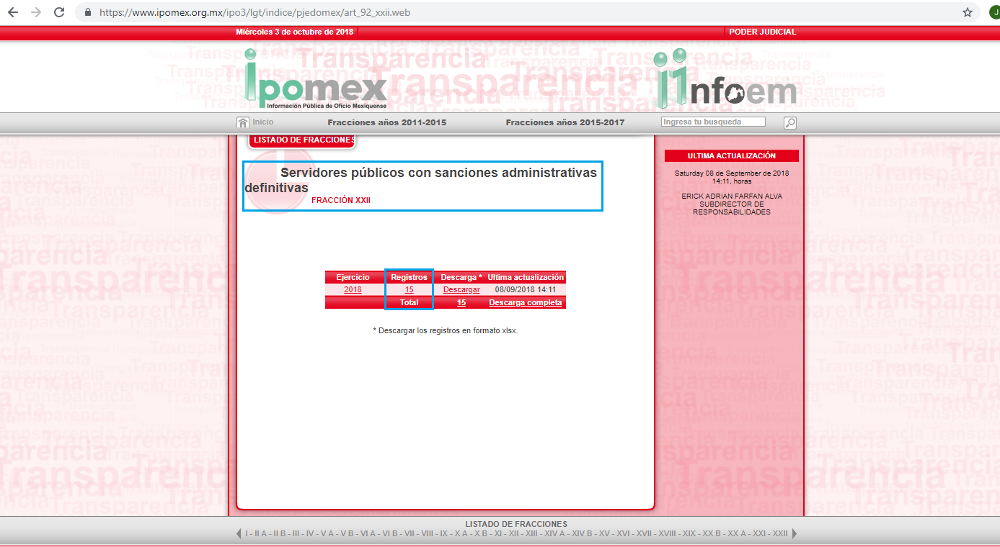 https://www.ipomex.org.mx/ipo3/lgt/indice/pjedomex/art_92_xxii.web
J
Miércoles 3 de octubre de 2018
PODER JUDICIAL
ipomex
Información Pública de Oficio Mexiquense
infoem
Inicio
Fracciones años 2011-2015
Fracciones años 2015-2017
Ingresa tu busqueda
LISTADO DE FRACCIONES
Servidores públicos con sanciones administrativas
definitivas
FRACCIÓN XXII
ULTIMA ACTUALIZACIÓN
Saturday 08 de September de 2018
14:11, horas
ERICK ADRIAN FARFAN ALVA
SUBDIRECTOR DE
RESPONSABILIDADES
Ejercicio Registros Descarga * Ultima actualización
2018 15 Descargar 08/09/2018 14:11
Total 15 Descarga completa
* Descargar los registros en formato xlsx.
Transparencia
LISTADO DE FRACCIONES
I - II A - II B - III - IV - V A - V B - VI A - VI B - VII - VIII - IX - X A - X B - XI - XII - XIII - XIV A - XIV B - XV - XVI - XVII - XVIII - XIX - XX B - XX A - XXI - XXII